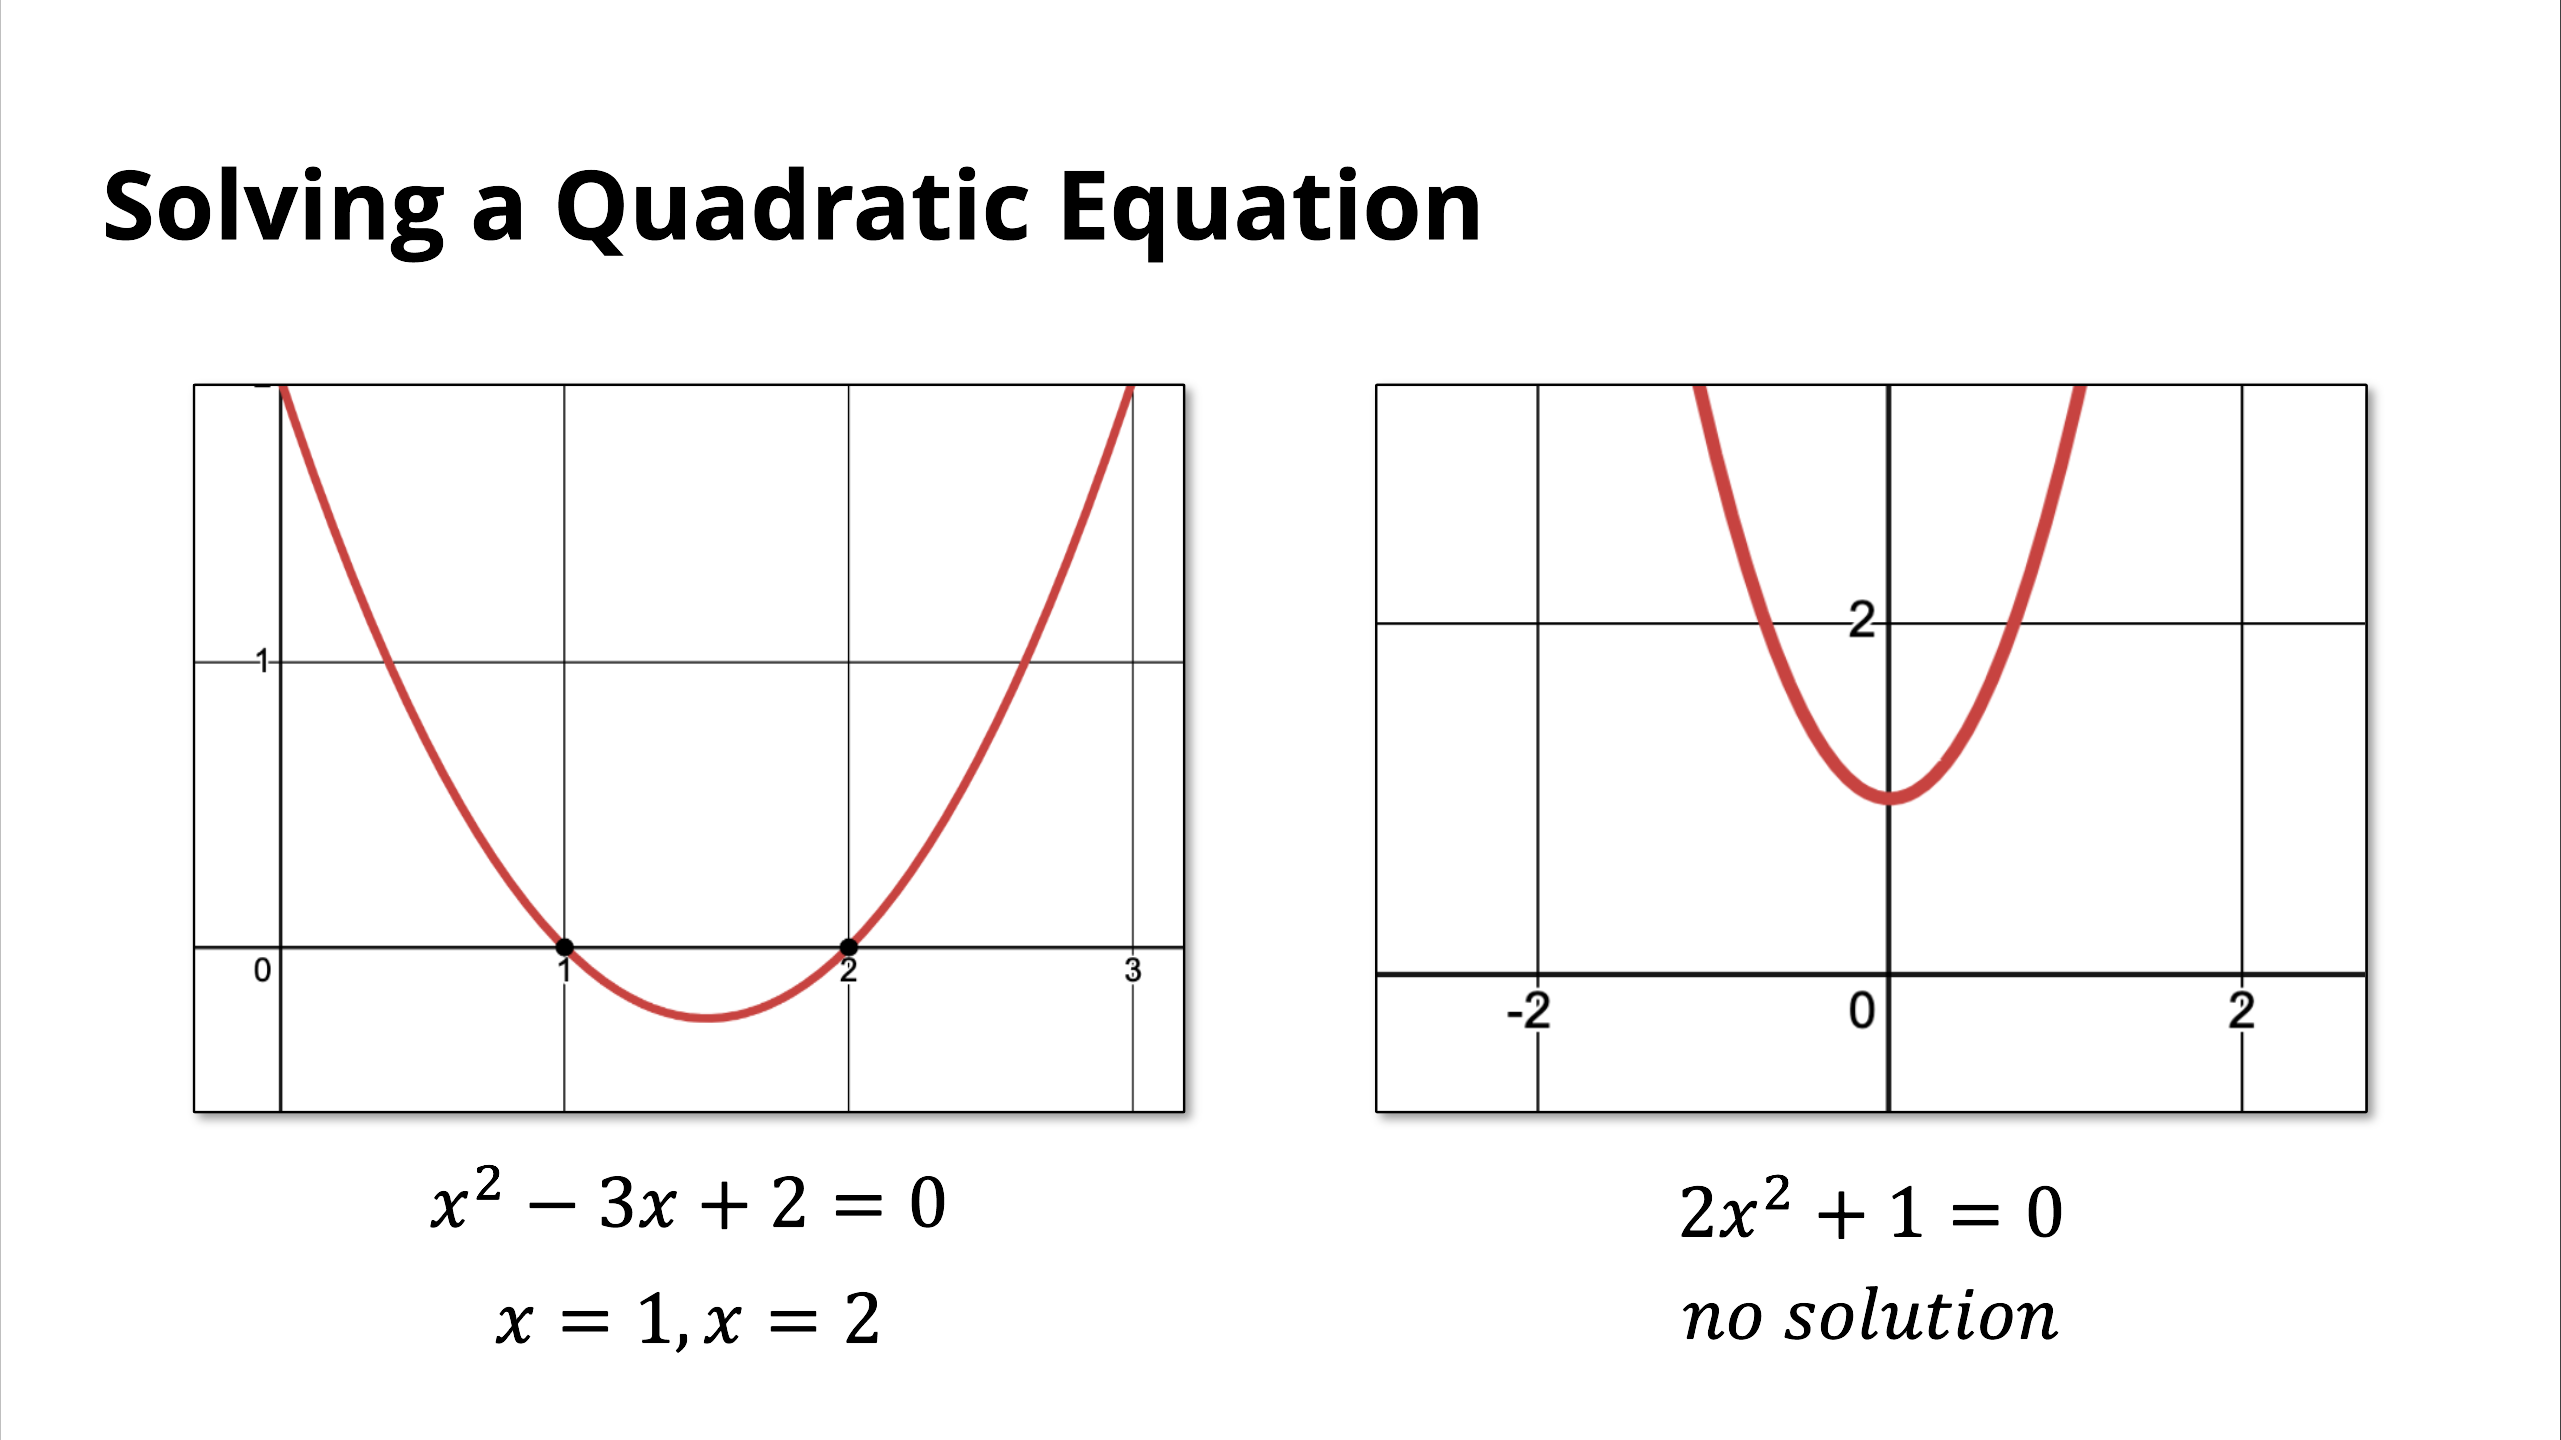 Solving a Quadratic Equation
1
0 1 2 3
x² − 3x + 2 = 0
x = 1, x = 2
2
-2 0 2
2x² + 1 = 0
no solution